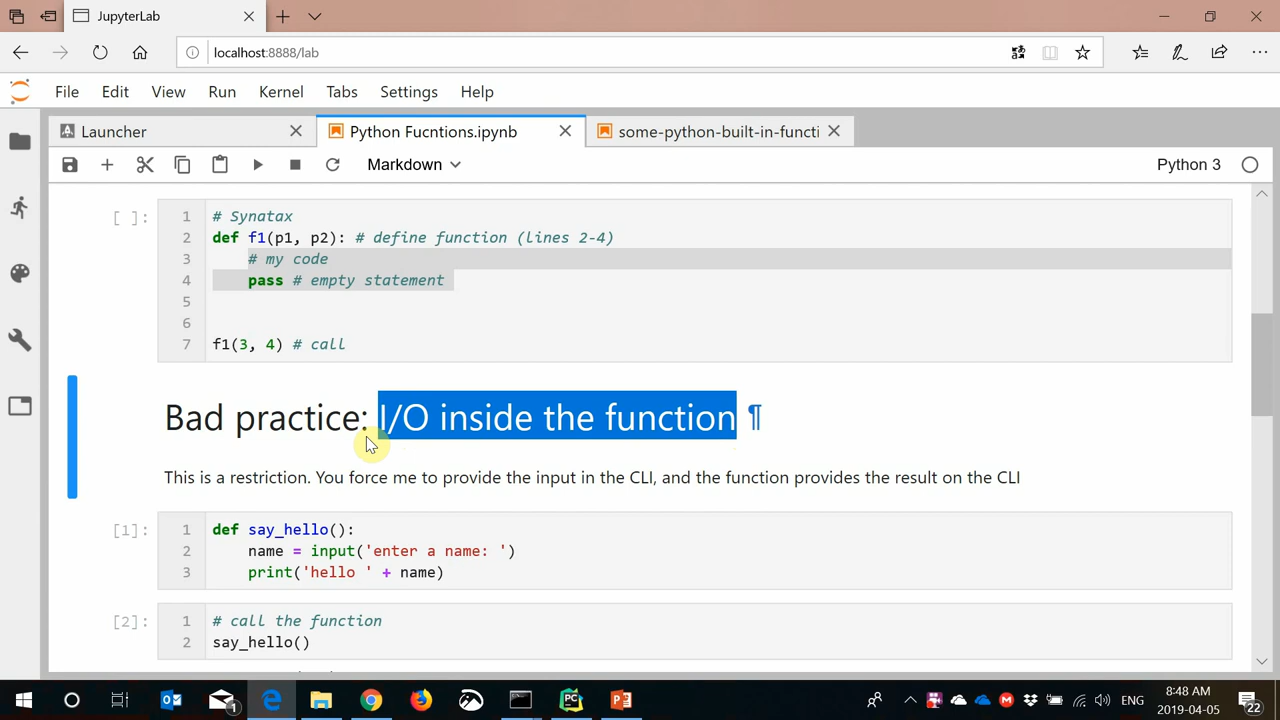 JupyterLab
localhost:8888/lab
File Edit View Run Kernel Tabs Settings Help
Launcher
Python Fucntions.ipynb
some-python-built-in-functi
Markdown
Python 3
[ ]:
1 # Synatax
2 def f1(p1, p2): # define function (lines 2-4)
3 # my code
4 pass # empty statement
5
6
7 f1(3, 4) # call
Bad practice: I/O inside the function ¶
This is a restriction. You force me to provide the input in the CLI, and the function provides the result on the CLI
[1]:
1 def say_hello():
2 name = input('enter a name: ')
3 print('hello ' + name)
[2]:
1 # call the function
2 say_hello()
1
ENG
8:48 AM
2019-04-05
22